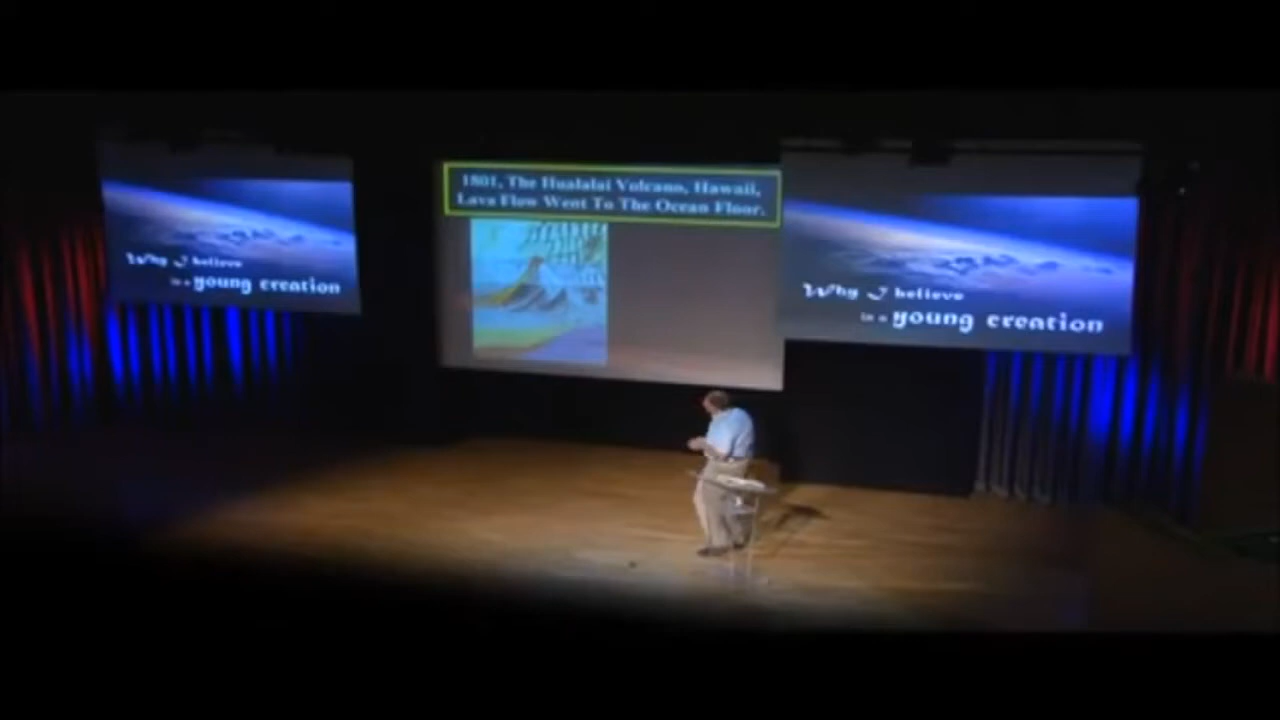 Why I believe
in a young creation
1801, The Hualalai Volcano, Hawaii,
Lava Flow Went To The Ocean Floor.
Why I believe
in a young creation